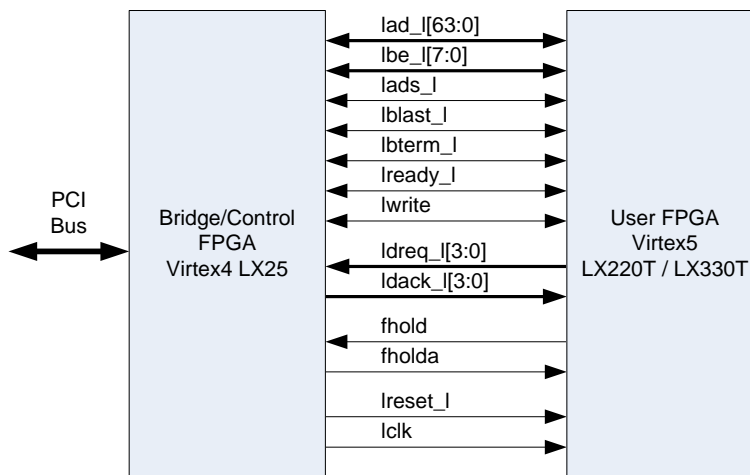 lad_l[63:0]
lbe_l[7:0]
lads_l
lblast_l
lbterm_l
lready_l
lwrite
PCI
Bus
Bridge/Control
FPGA
Virtex4 LX25
User FPGA
Virtex5
LX220T / LX330T
ldreq_l[3:0]
ldack_l[3:0]
fhold
fholda
lreset_l
lclk